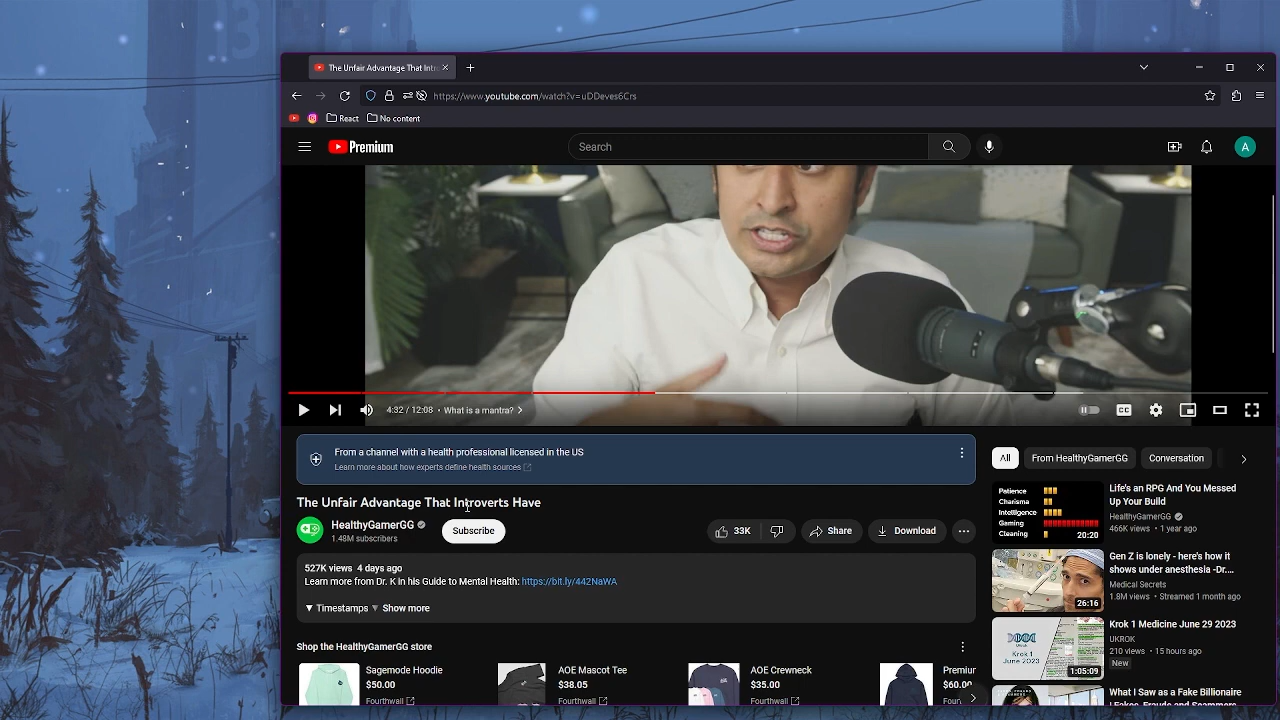 The Unfair Advantage That Intro
https://www.youtube.com/watch?v=uDDeves6Crs
React
No content
Premium
Search
A
4:32 / 12:08 • What is a mantra?
CC
From a channel with a health professional licensed in the US
Learn more about how experts define health sources
The Unfair Advantage That Introverts Have
HealthyGamerGG
1.48M subscribers
Subscribe
33K
Share
Download
527K views 4 days ago
Learn more from Dr. K in his Guide to Mental Health: https://bit.ly/442NaWA
▼ Timestamps ▼ Show more
Shop the HealthyGamerGG store
Segmegate Hoodie
$50.00
Fourthwall
AOE Mascot Tee
$38.05
Fourthwall
AOE Crewneck
$35.00
Fourthwall
Premiur
$60.00
Four
All
From HealthyGamerGG
Conversation
Patience
Charisma
Intelligence
Gaming
Cleaning
20:20
Life's an RPG And You Messed
Up Your Build
HealthyGamerGG
466K views • 1 year ago
26:16
Gen Z is lonely - here's how it
shows under anesthesia -Dr....
Medical Secrets
1.8M views • Streamed 1 month ago
Krok 1
June 2023
1:05:09
Krok 1 Medicine June 29 2023
UKROK
210 views • 15 hours ago
New
What I Saw as a Fake Billionaire
| Fakes, Frauds and Scammers